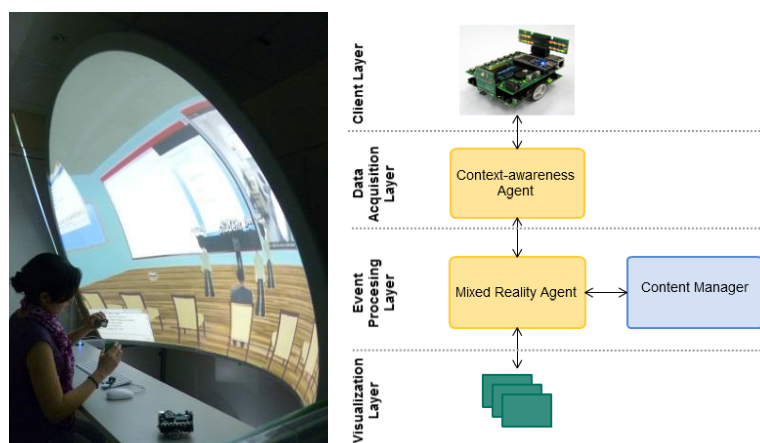 Client Layer
Data
Acquisition
Layer
Context-awareness
Agent
Event
Procesing
Layer
Mixed Reality Agent
Content Manager
Visualization
Layer